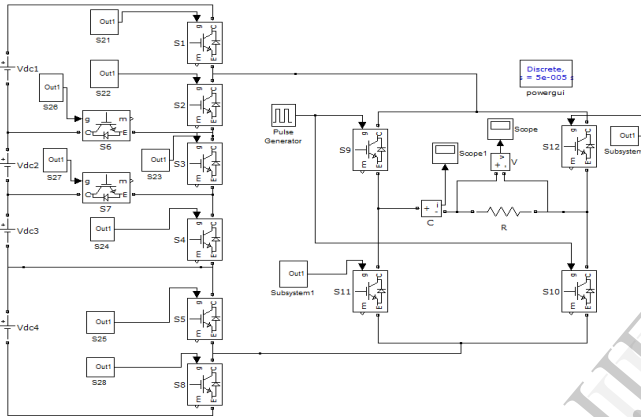 Out1
S21
S1
Vdc1
Out1
S26
Out1
S22
S2
g
m
C
E
S6
Discrete,
s = 5e-005
powergui
Pulse
Generator
S9
Scope
Scope1
S12
Out1
Subsystem
Vdc2
Out1
S27
Out1
S23
S3
g
m
C
E
S7
V
C
R
Vdc3
Out1
S24
S4
Out1
Subsystem1
S11
S10
Vdc4
Out1
S25
S5
Out1
S28
S8